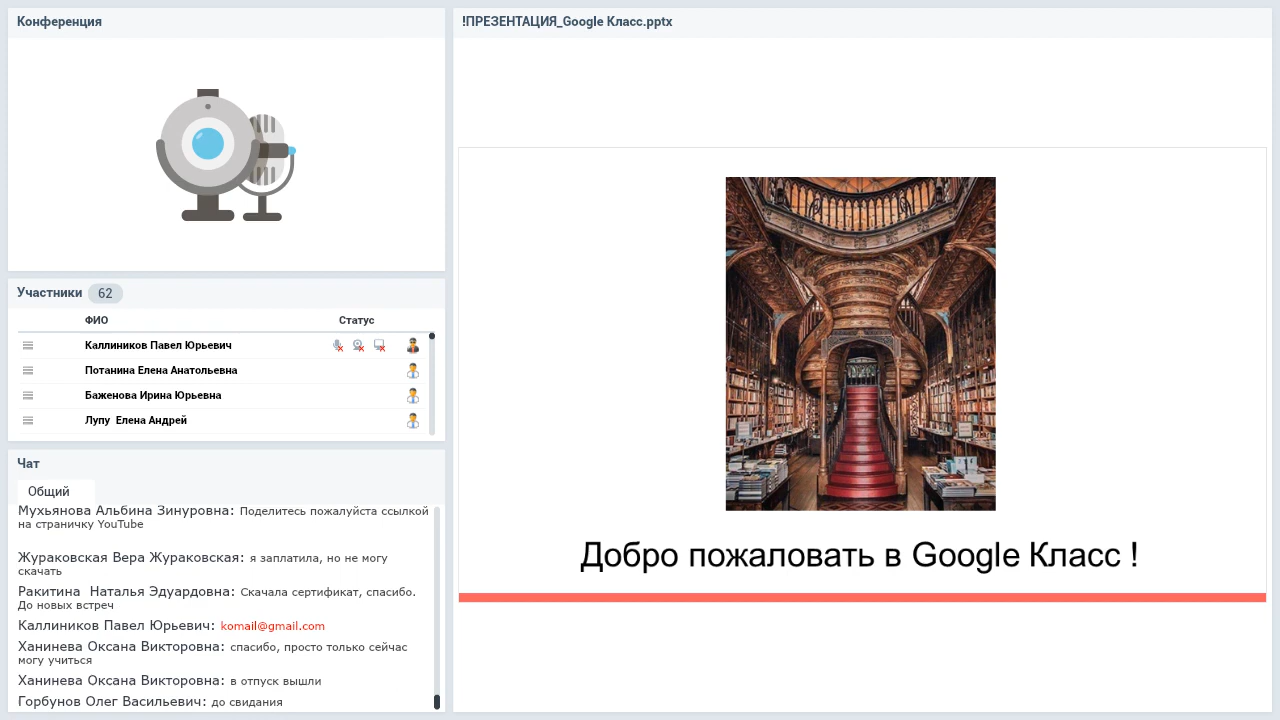 Конференция
!ПРЕЗЕНТАЦИЯ_Google Класс.pptx
Участники 62
ФИО Статус
Каллиников Павел Юрьевич
Потанина Елена Анатольевна
Баженова Ирина Юрьевна
Лупу  Елена Андрей
Чат
Общий
Мухьянова Альбина Зинуровна: Поделитесь пожалуйста ссылкой
на страничку YouTube
Жураковская Вера Жураковская: я заплатила, но не могу
скачать
Ракитина  Наталья Эдуардовна: Скачала сертификат, спасибо.
До новых встреч
Каллиников Павел Юрьевич: komail@gmail.com
Ханинева Оксана Викторовна: спасибо, просто только сейчас
могу учиться
Ханинева Оксана Викторовна: в отпуск вышли
Горбунов Олег Васильевич: до свидания
Добро пожаловать в Google Класс !